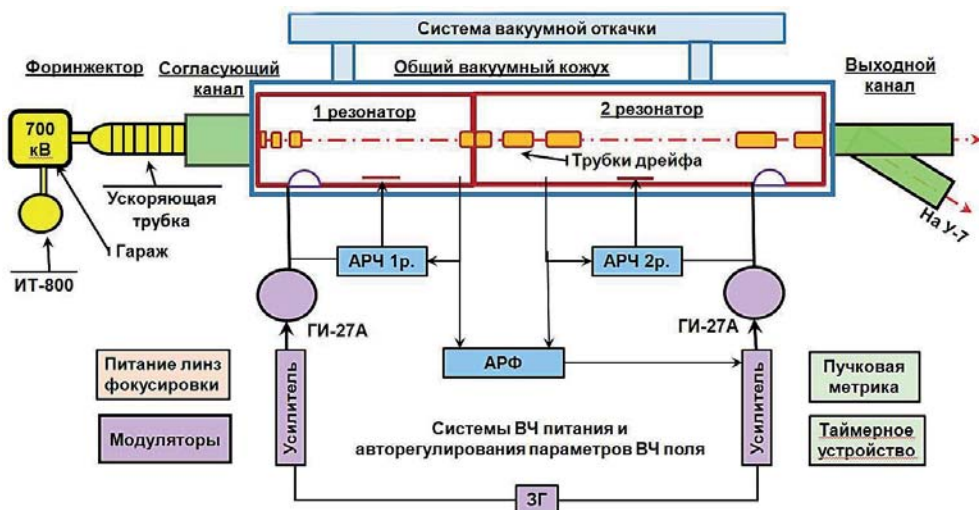 Система вакуумной откачки
Форинжектор
Согласующий
канал
Общий вакуумный кожух
Выходной
канал
700
кВ
1 резонатор
2 резонатор
Трубки дрейфа
Ускоряющая
трубка
Гараж
ИТ-800
На У-7
АРЧ 1р.
АРЧ 2р.
ГИ-27А
ГИ-27А
АРФ
Питание линз
фокусировки
Усилитель
Усилитель
Пучковая
метрика
Модуляторы
Системы ВЧ питания и
авторегулирования параметров ВЧ поля
Таймерное
устройство
ЗГ